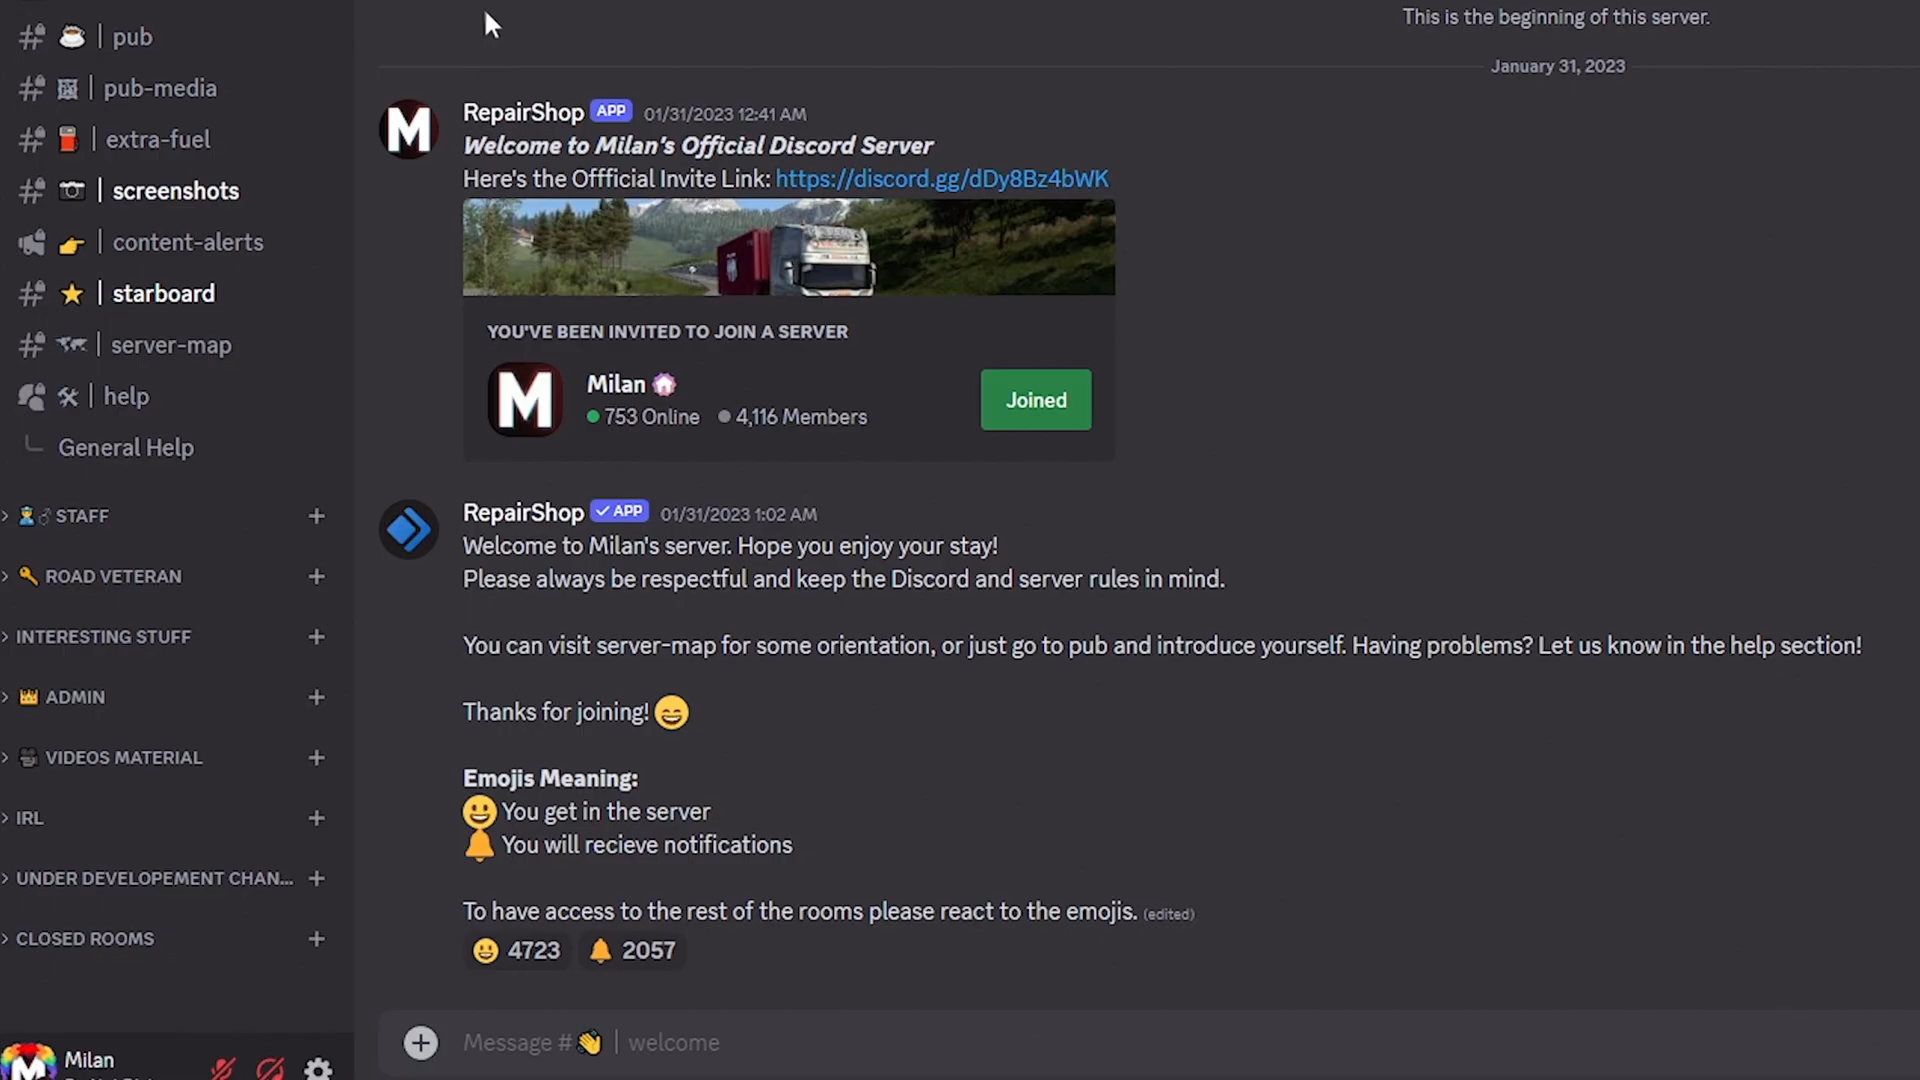 pub
pub-media
extra-fuel
screenshots
content-alerts
starboard
server-map
help
General Help
STAFF
ROAD VETERAN
INTERESTING STUFF
ADMIN
VIDEOS MATERIAL
IRL
UNDER DEVELOPEMENT CHAN...
CLOSED ROOMS
Milan
This is the beginning of this server.
January 31, 2023
RepairShop APP 01/31/2023 12:41 AM
Welcome to Milan's Official Discord Server
Here's the Offficial Invite Link: https://discord.gg/dDy8Bz4bWK
YOU'VE BEEN INVITED TO JOIN A SERVER
M
Milan
753 Online 4,116 Members
Joined
RepairShop ✓ APP 01/31/2023 1:02 AM
Welcome to Milan's server. Hope you enjoy your stay!
Please always be respectful and keep the Discord and server rules in mind.
You can visit server-map for some orientation, or just go to pub and introduce yourself. Having problems? Let us know in the help section!
Thanks for joining! 😄
Emojis Meaning:
😀 You get in the server
🔔 You will recieve notifications
To have access to the rest of the rooms please react to the emojis. (edited)
😀 4723 🔔 2057
Message #👋 | welcome